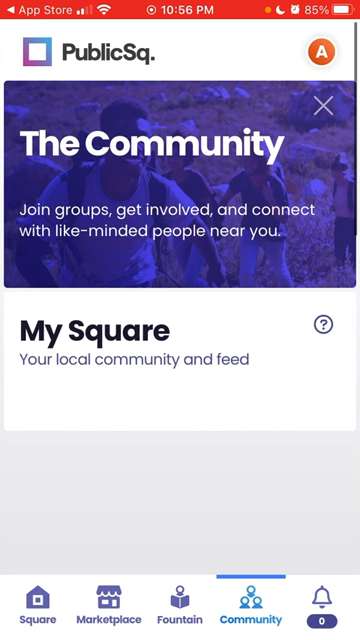 App Store
10:56 PM
85%
PublicSq.
A
The Community
Join groups, get involved, and connect
with like-minded people near you.
My Square
?
Your local community and feed
Square
Marketplace
Fountain
Community
0